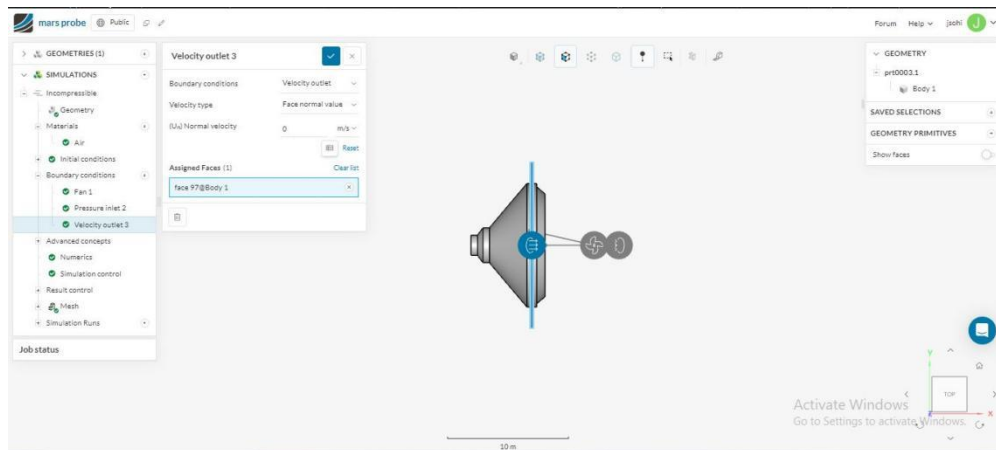 mars probe Public
Forum Help jschi J
GEOMETRIES (1)
SIMULATIONS
Incompressible
Geometry
Materials
Air
Initial conditions
Boundary conditions
Fan 1
Pressure inlet 2
Velocity outlet 3
Advanced concepts
Numerics
Simulation control
Result control
Mesh
Simulation Runs
Job status
Velocity outlet 3
Boundary conditions Velocity outlet
Velocity type Face normal value
(Uₙ) Normal velocity 0 m/s
Reset
Assigned Faces (1) Clear list
face 97@Body 1
GEOMETRY
prt0003.1
Body 1
SAVED SELECTIONS
GEOMETRY PRIMITIVES
Show faces
10 m
Y
TOP
X
Activate Windows
Go to Settings to activate Windows.